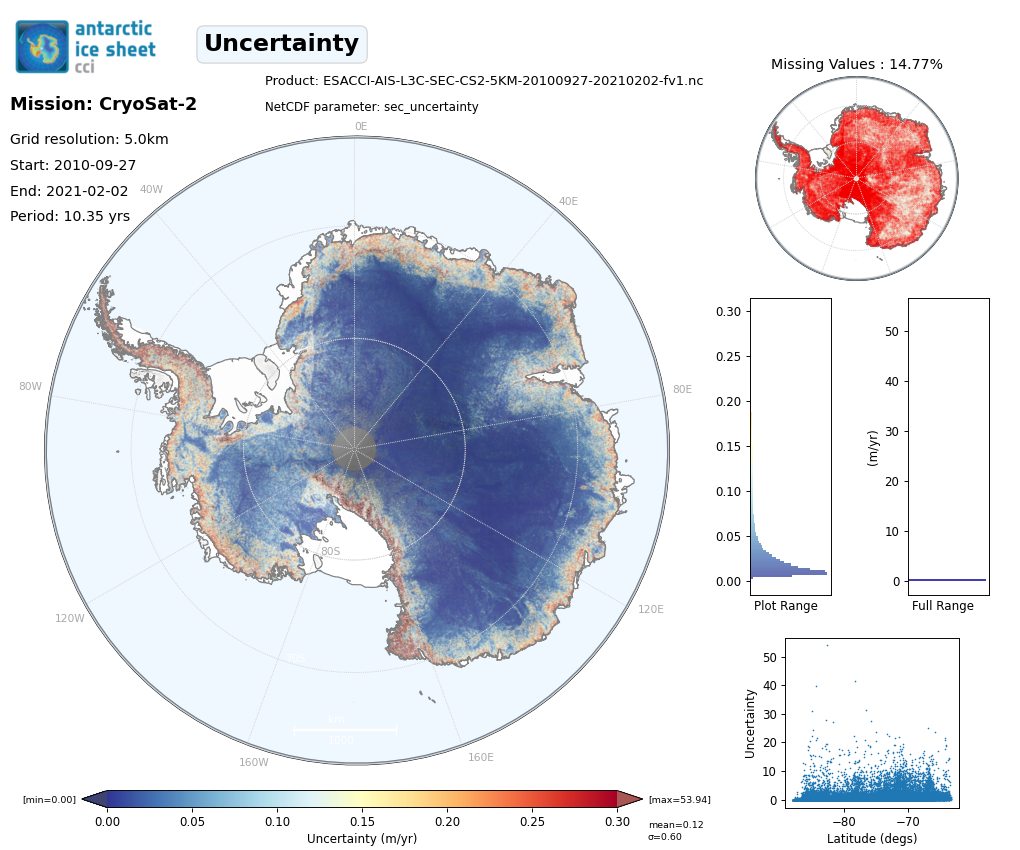 antarctic
ice sheet
cci
Uncertainty
Product: ESACCI-AIS-L3C-SEC-CS2-5KM-20100927-20210202-fv1.nc
NetCDF parameter: sec_uncertainty
Mission: CryoSat-2
Grid resolution: 5.0km
Start: 2010-09-27
End: 2021-02-02
Period: 10.35 yrs
0E
40W
40E
80W
80E
80S
120W
120E
km
1000
160W
160E
Missing Values : 14.77%
0.30
0.25
0.20
0.15
0.10
0.05
0.00
Plot Range
(m/yr)
50
40
30
20
10
0
Full Range
Uncertainty
50
40
30
20
10
0
−80
−70
Latitude (degs)
[min=0.00]
[max=53.94]
0.00
0.05
0.10
0.15
0.20
0.25
0.30
Uncertainty (m/yr)
mean=0.12
σ=0.60